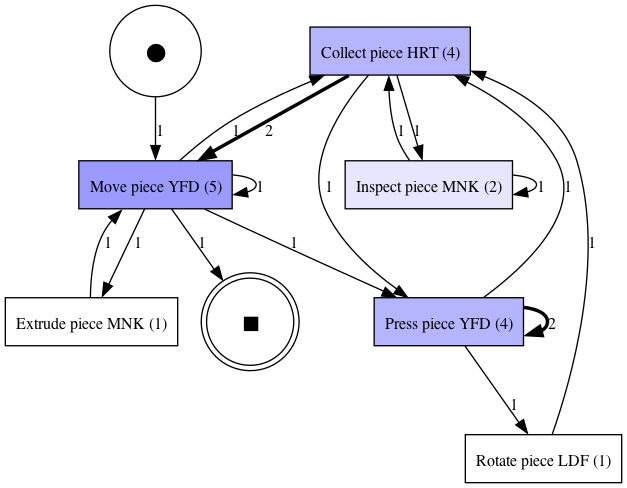 Collect piece HRT (4)
1
1
2
1
1
Move piece YFD (5)
1
1
Inspect piece MNK (2)
1
1
1
1
1
1
1
1
Extrude piece MNK (1)
Press piece YFD (4)
2
1
Rotate piece LDF (1)